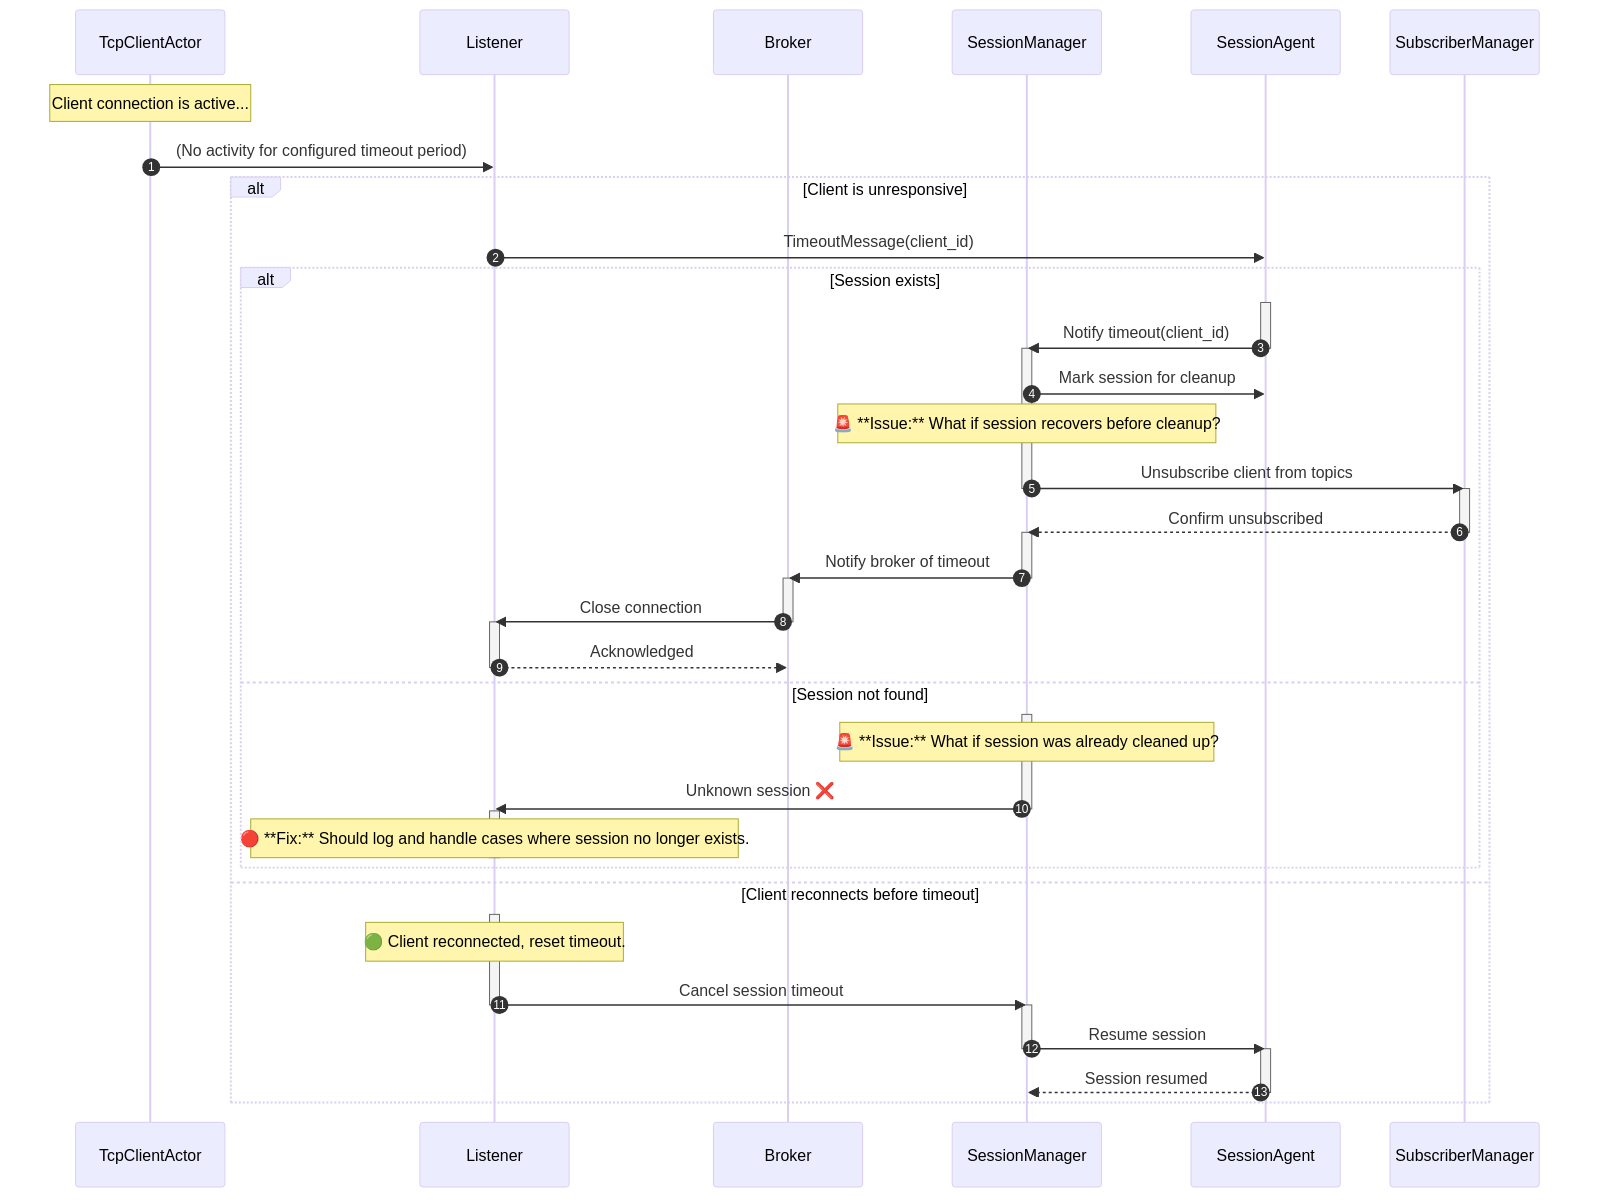 TcpClientActor
Listener
Broker
SessionManager
SessionAgent
SubscriberManager
Client connection is active...
(No activity for configured timeout period)
1
alt
[Client is unresponsive]
TimeoutMessage(client_id)
2
alt
[Session exists]
Notify timeout(client_id)
3
Mark session for cleanup
4
🚨 **Issue:** What if session recovers before cleanup?
Unsubscribe client from topics
5
Confirm unsubscribed
6
Notify broker of timeout
7
Close connection
8
Acknowledged
9
[Session not found]
🚨 **Issue:** What if session was already cleaned up?
Unknown session ❌
10
🔴 **Fix:** Should log and handle cases where session no longer exists.
[Client reconnects before timeout]
🟢 Client reconnected, reset timeout.
Cancel session timeout
11
Resume session
12
Session resumed
13
TcpClientActor
Listener
Broker
SessionManager
SessionAgent
SubscriberManager